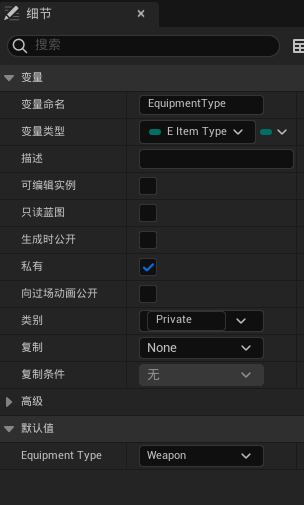 细节
搜索
变量
变量命名 EquipmentType
变量类型 E Item Type
描述
可编辑实例
只读蓝图
生成时公开
私有
向过场动画公开
类别 Private
复制 None
复制条件 无
高级
默认值
Equipment Type Weapon